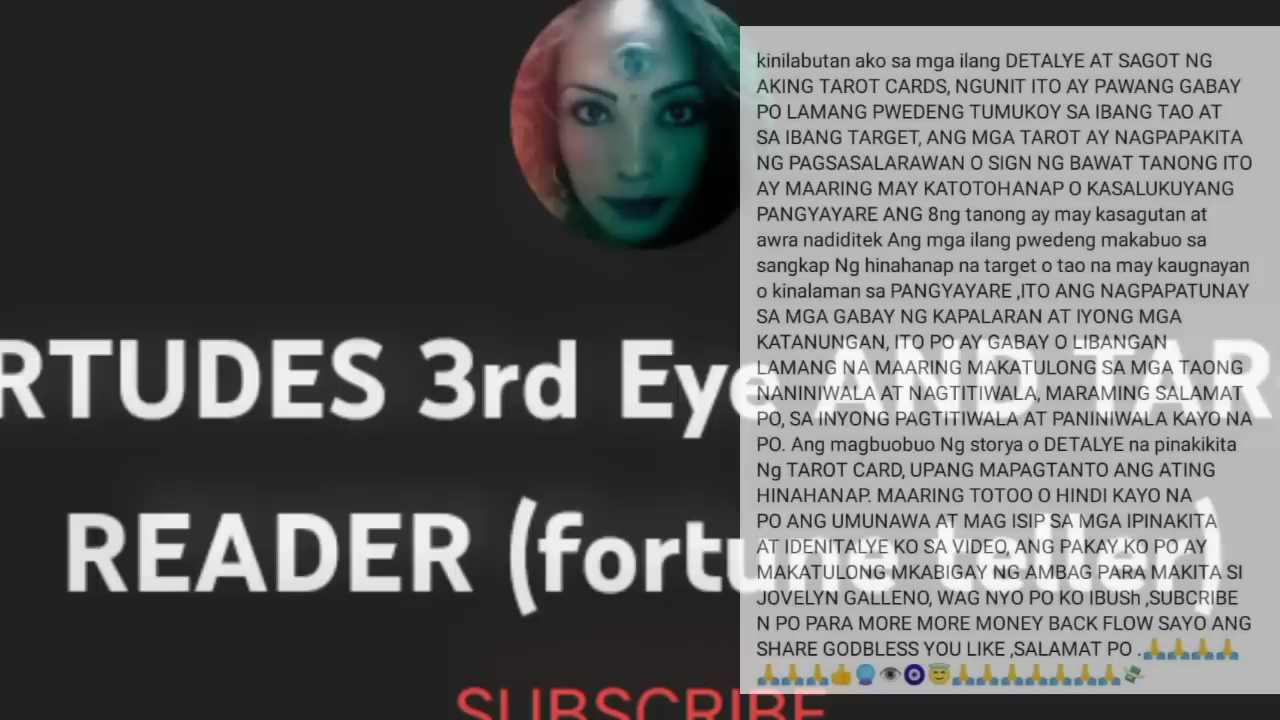 kinilabutan ako sa mga ilang DETALYE AT SAGOT NG
AKING TAROT CARDS, NGUNIT ITO AY PAWANG GABAY
PO LAMANG PWEDENG TUMUKOY SA IBANG TAO AT
SA IBANG TARGET, ANG MGA TAROT AY NAGPAPAKITA
NG PAGSASALARAWAN O SIGN NG BAWAT TANONG ITO
AY MAARING MAY KATOTOHANAP O KASALUKUYANG
PANGYAYARE ANG 8ng tanong ay may kasagutan at
awra nadiditek Ang mga ilang pwedeng makabuo sa
sangkap Ng hinahanap na target o tao na may kaugnayan
o kinalaman sa PANGYAYARE ,ITO ANG NAGPAPATUNAY
SA MGA GABAY NG KAPALARAN AT IYONG MGA
KATANUNGAN, ITO PO AY GABAY O LIBANGAN
LAMANG NA MAARING MAKATULONG SA MGA TAONG
NANINIWALA AT NAGTITIWALA, MARAMING SALAMAT
PO, SA INYONG PAGTITIWALA AT PANINIWALA KAYO NA
PO. Ang magbuobuo Ng storya o DETALYE na pinakikita
Ng TAROT CARD, UPANG MAPAGTANTO ANG ATING
HINAHANAP. MAARING TOTOO O HINDI KAYO NA
PO ANG UMUNAWA AT MAG ISIP SA MGA IPINAKITA
AT IDENITALYE KO SA VIDEO, ANG PAKAY KO PO AY
MAKATULONG MKABIGAY NG AMBAG PARA MAKITA SI
JOVELYN GALLENO, WAG NYO PO KO IBUSh ,SUBCRIBE
N PO PARA MORE MORE MONEY BACK FLOW SAYO ANG
SHARE GODBLESS YOU LIKE ,SALAMAT PO .🙏🙏🙏🙏
🙏🙏🙏👍🔮👁️🧿😇🙏🙏🙏🙏🙏🙏🙏💸
RTUDES 3rd Eye AND TAR
READER (fortune teller)
SUBSCRIBE